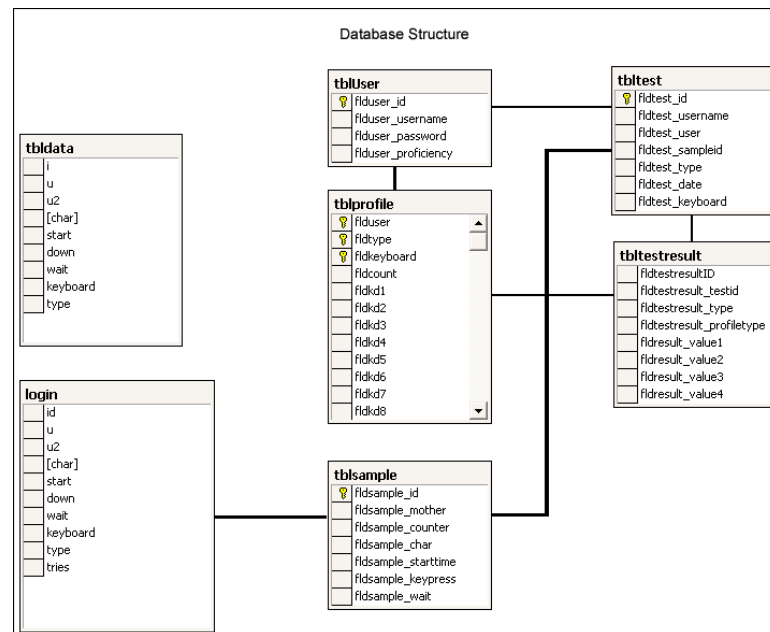 Database Structure
tblUser
flduser_id
flduser_username
flduser_password
flduser_proficiency
tbltest
fldtest_id
fldtest_username
fldtest_user
fldtest_sampleid
fldtest_type
fldtest_date
fldtest_keyboard
tbldata
i
u
u2
[char]
start
down
wait
keyboard
type
tblprofile
flduser
fldtype
fldkeyboard
fldcount
fldkd1
fldkd2
fldkd3
fldkd4
fldkd5
fldkd6
fldkd7
fldkd8
tbltestresult
fldtestresultID
fldtestresult_testid
fldtestresult_type
fldtestresult_profiletype
fldresult_value1
fldresult_value2
fldresult_value3
fldresult_value4
login
id
u
u2
[char]
start
down
wait
keyboard
type
tries
tblsample
fldsample_id
fldsample_mother
fldsample_counter
fldsample_char
fldsample_starttime
fldsample_keypress
fldsample_wait